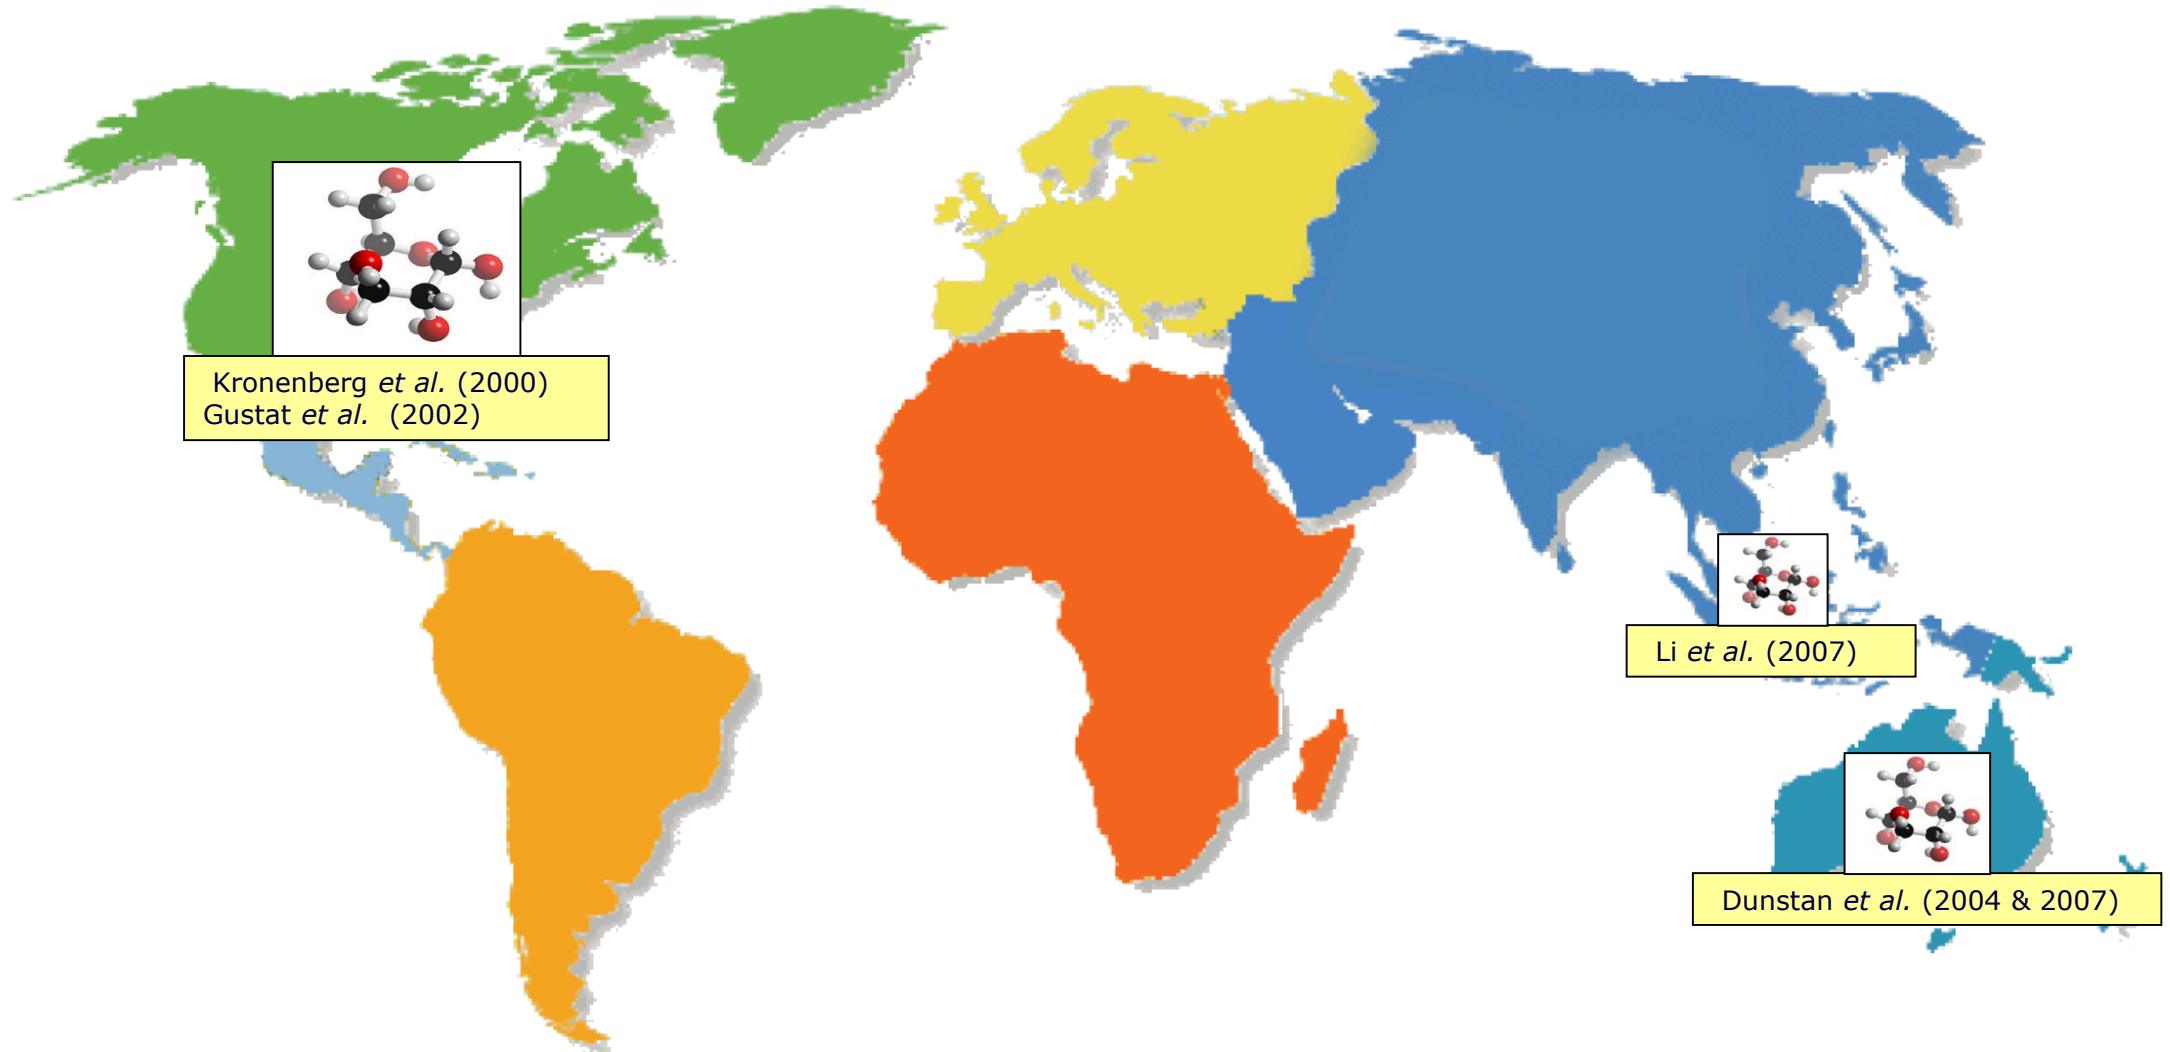 Kronenberg et al. (2000)
Gustat et al. (2002)
Li et al. (2007)
Dunstan et al. (2004 & 2007)